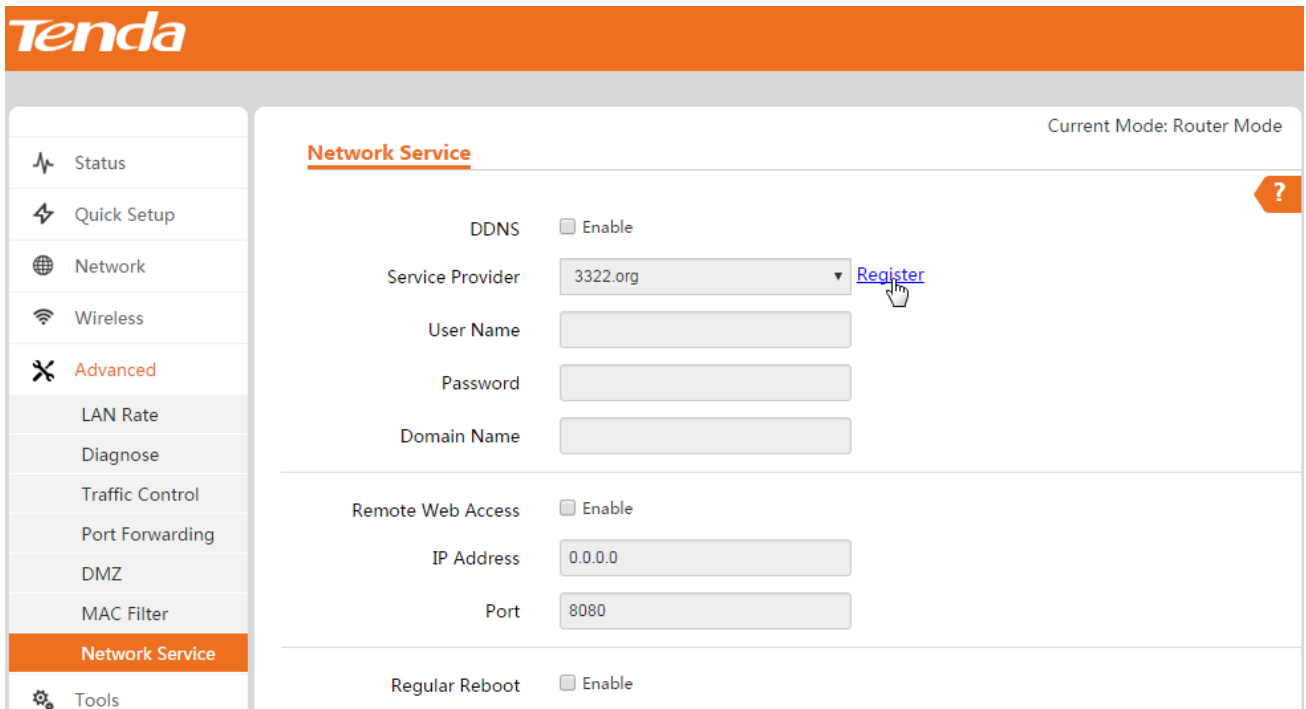 Tenda
Current Mode: Router Mode
Status
Quick Setup
Network
Wireless
Advanced
LAN Rate
Diagnose
Traffic Control
Port Forwarding
DMZ
MAC Filter
Network Service
Tools
Network Service
?
DDNS Enable
Service Provider 3322.org Register
User Name
Password
Domain Name
Remote Web Access Enable
IP Address 0.0.0.0
Port 8080
Regular Reboot Enable